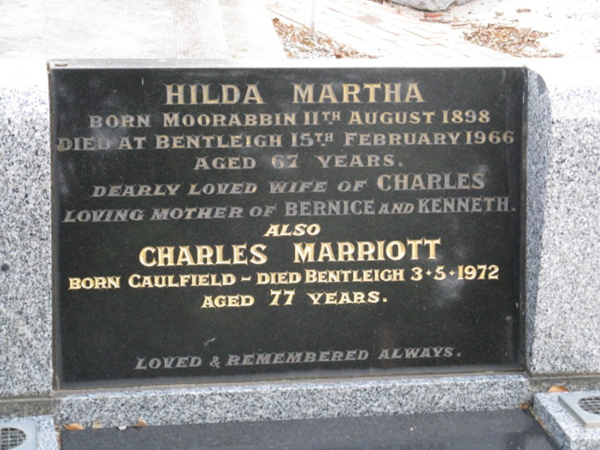 HILDA MARTHA
BORN MOORABBIN 11TH AUGUST 1898
DIED AT BENTLEIGH 15TH FEBRUARY 1966
AGED 67 YEARS.
DEARLY LOVED WIFE OF CHARLES
LOVING MOTHER OF BERNICE AND KENNETH.
ALSO
CHARLES MARRIOTT
BORN CAULFIELD - DIED BENTLEIGH 3·5·1972
AGED 77 YEARS.
LOVED & REMEMBERED ALWAYS.